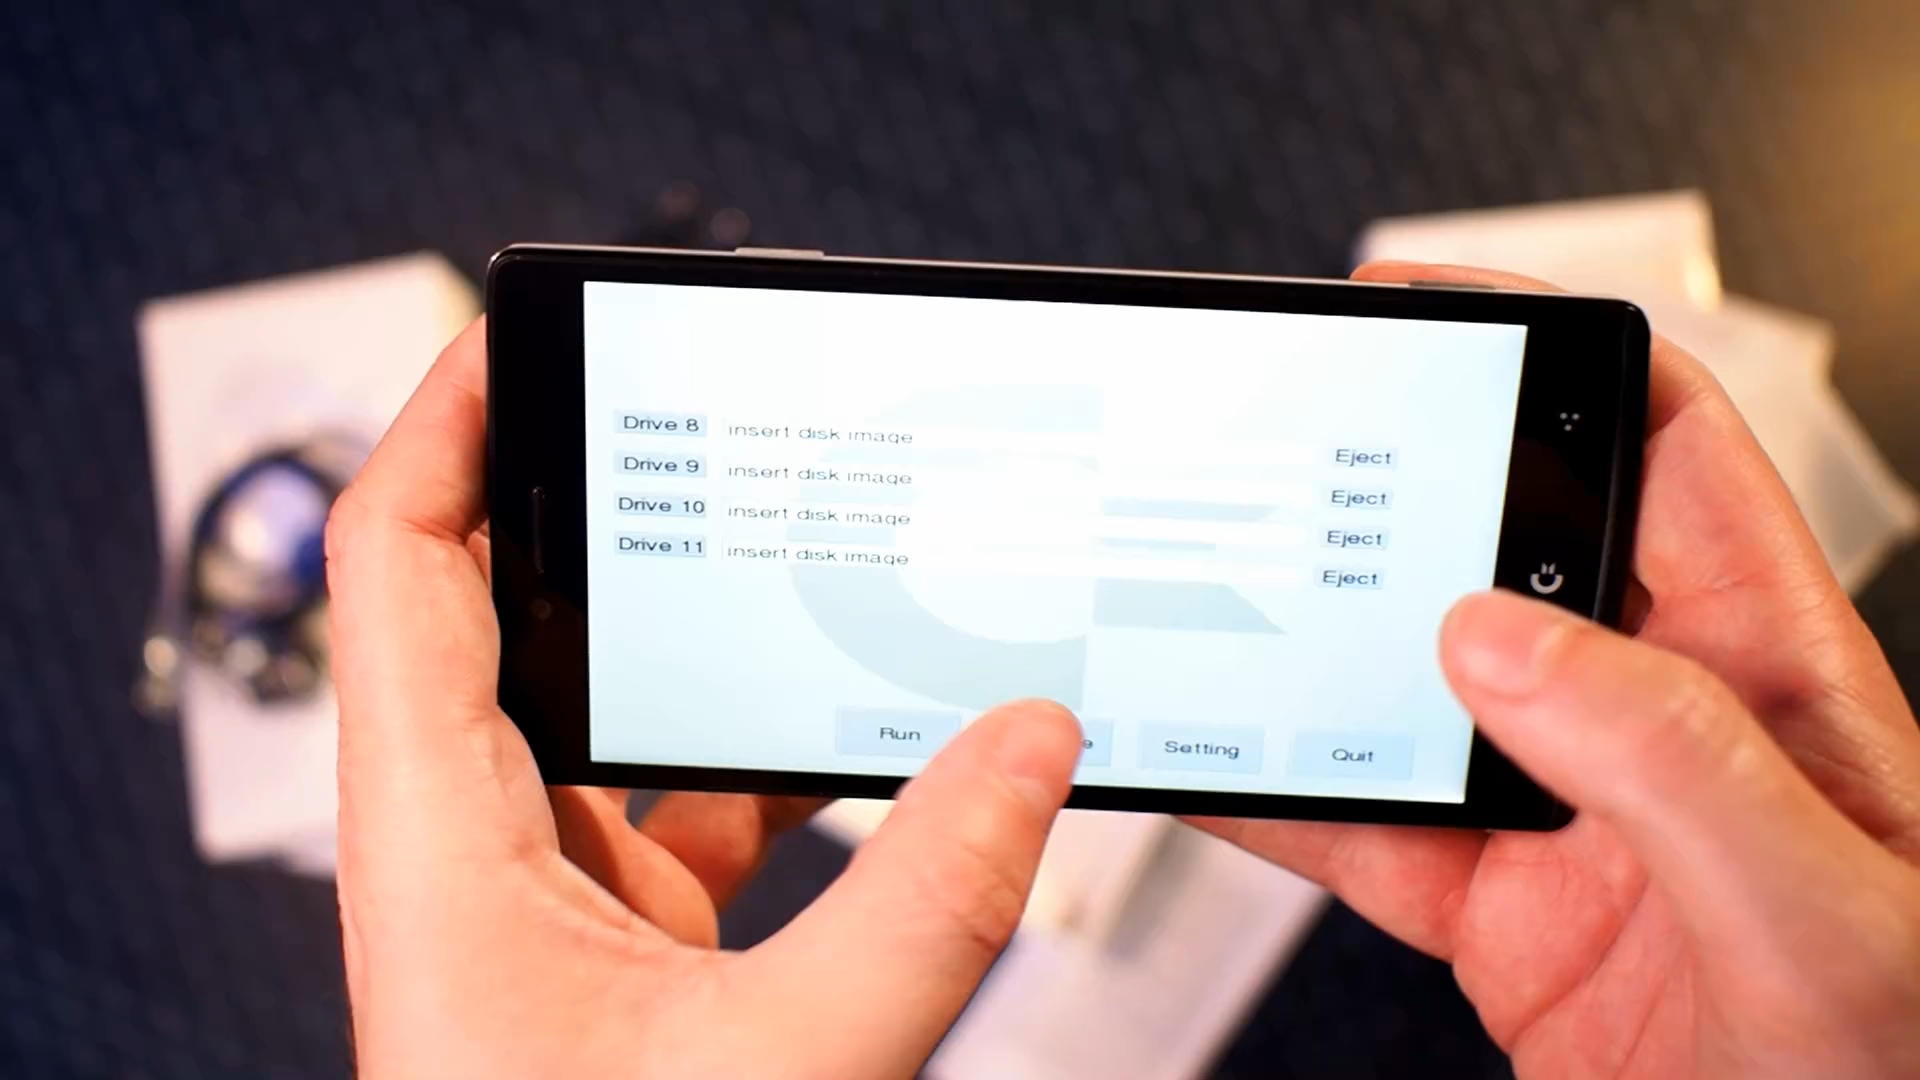 Drive 8 insert disk image Eject
Drive 9 insert disk image Eject
Drive 10 insert disk image Eject
Drive 11 insert disk image Eject
Run Setting Quit